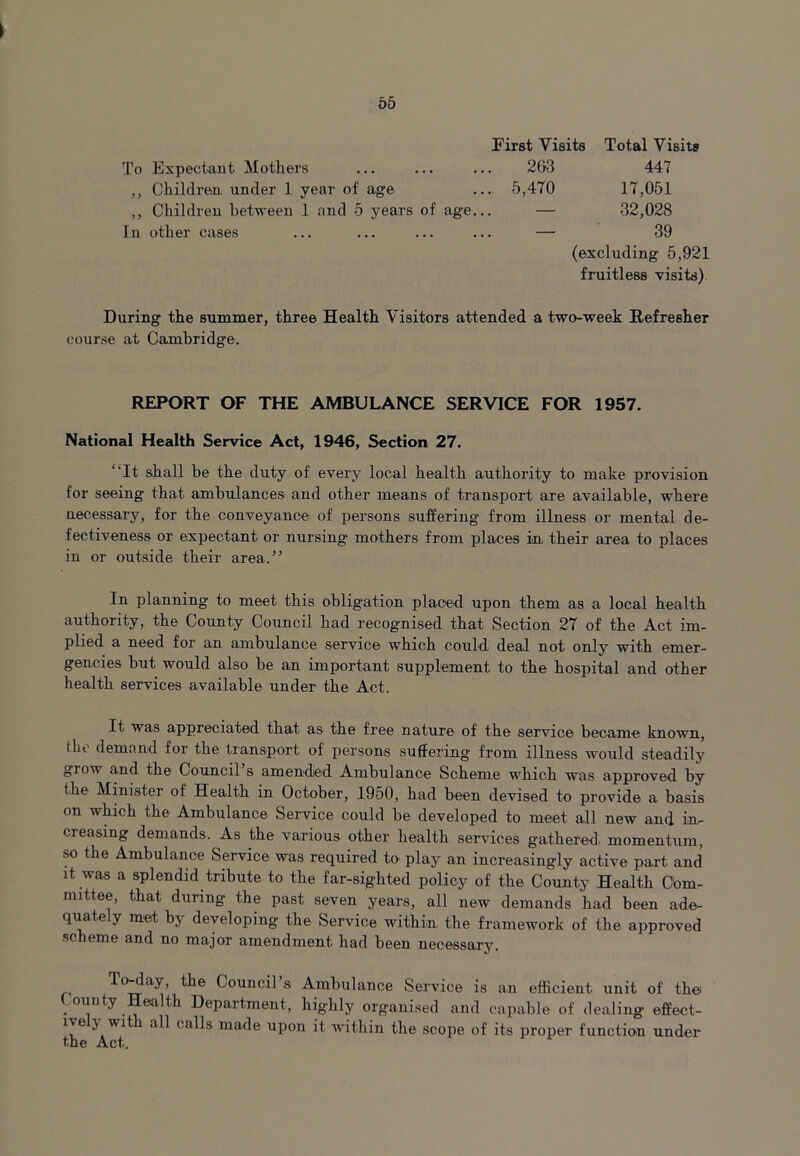 55
First Visits Total Visits
To Expectant Mothers ... ... ... 263 447
,, Children under 1 year of age ... 5,470 17,051
,, Children between 1 and 5 years of age... — 32,028
In other cases ... ... ... ... — 39
(excluding 5,921
fruitless visits)
During the summer, three Health Visitors attended a two-week Refresher
course at Cambridge.
REPORT OF THE AMBULANCE SERVICE FOR 1957.
National Health Service Act, 1946, Section 27.
“It shall be the duty of every local health authority to make provision
for seeing that ambulances and other means of transport are available, where
necessary, for the conveyance of persons suffering from illness or mental de-
fectiveness or expectant or nursing mothers from places in their area to places
in or outside their area.”
In planning to meet this obligation placed upon them as a local health
authority, the County Council had recognised that Section 27 of the Act im-
plied a need for an ambulance service which could deal not only with emer-
gencies but would also be an important supplement to the hospital and other
health services available under the Act.
It was appreciated that as the free nature of the service became known,
the demand for the transport of persons suffering from illness would steadily
grow and the Council’s amended Ambulance Scheme which was approved by
the Minister of Health in October, 1950, had been devised to provide a basis
on which the Ambulance Service could be developed to meet all new and in-
creasing demands. As the various other health services gathered momentum,
so the Ambulance Service was required to play an increasingly active part and
it was a splendid tribute to the far-sighted policy of the County Health Com-
mittee, that during the past seven years, all new demands had been ade-
quately met by developing the Service within the framework of the approved
scheme and no major amendment had been necessary.
To-day, the Council’s Ambulance Service is an efficient unit of the
County Health Department, highly organised and capable of dealing effect-
ively with all calls made upon it within the scope of its proper function under
the Act.